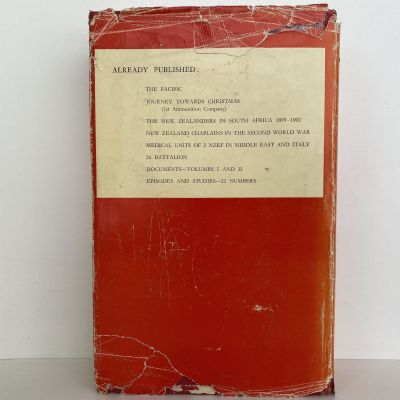 ALREADY PUBLISHED:
THE PACIFIC
JOURNEY TOWARDS CHRISTMAS
(1st Ammunition Company)
THE NEW ZEALANDERS IN SOUTH AFRICA 1899–1902
NEW ZEALAND CHAPLAINS IN THE SECOND WORLD WAR
MEDICAL UNITS OF 2 NZEF IN MIDDLE EAST AND ITALY
26 BATTALION
DOCUMENTS—VOLUMES I AND II
EPISODES AND STUDIES—22 NUMBERS